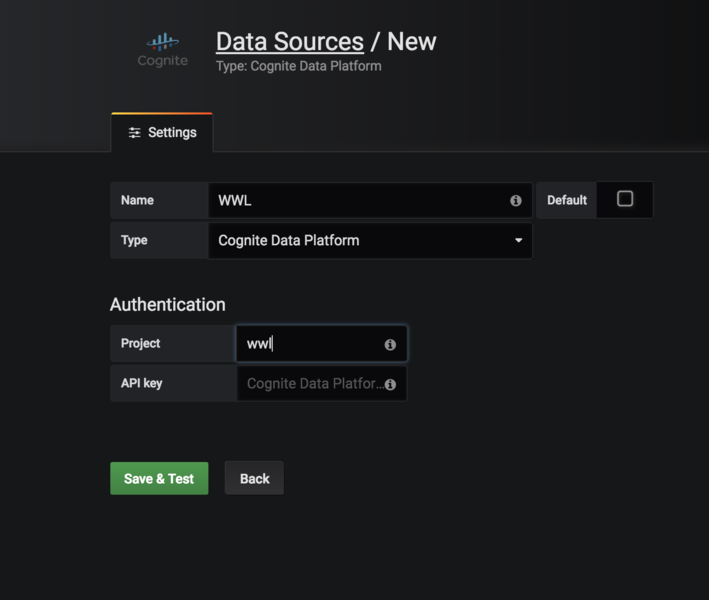 Cognite
Data Sources / New
Type: Cognite Data Platform
Settings
Name WWL Default
Type Cognite Data Platform
Authentication
Project wwl
API key Cognite Data Platfor...
Save & Test Back